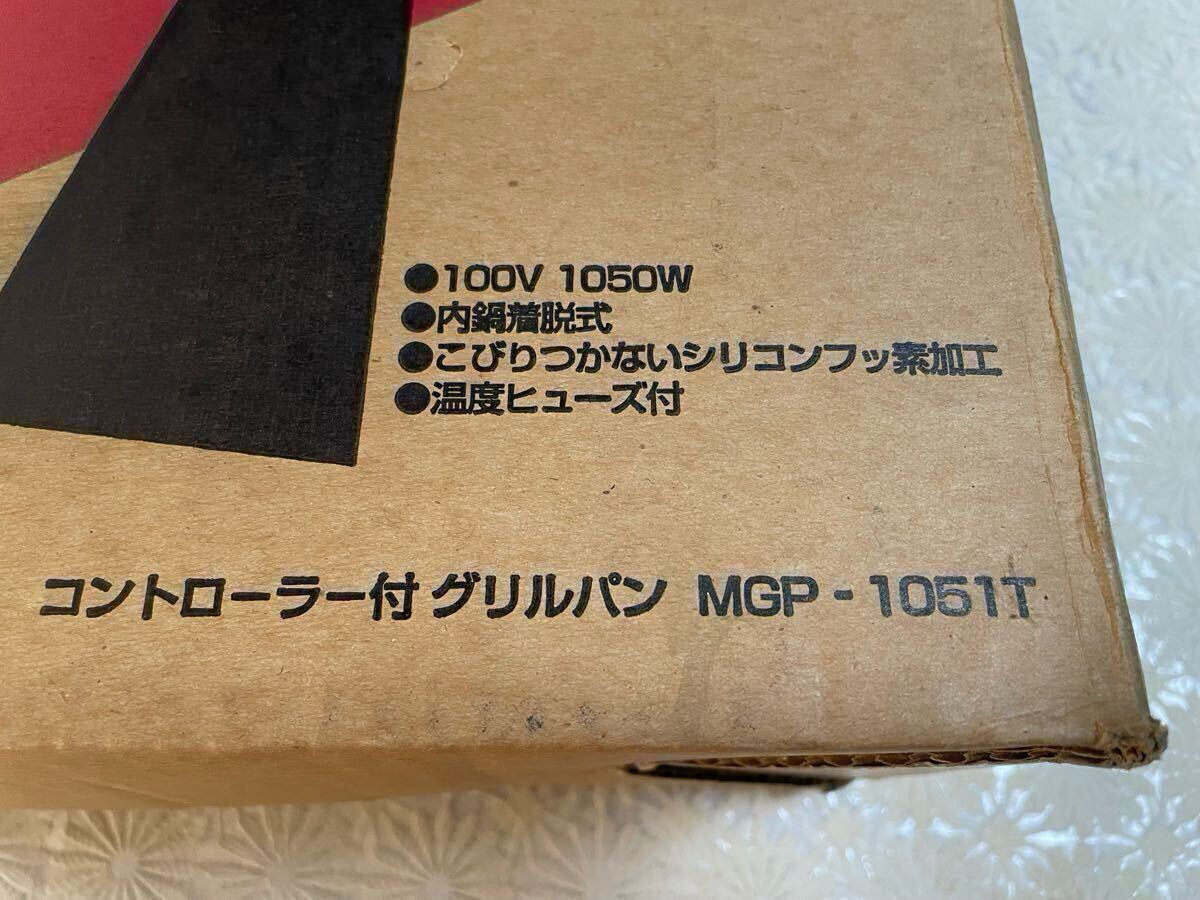 ●100V 1050W
●内鍋着脱式
●こびりつかないシリコンフッ素加工
●温度ヒューズ付
コントローラー付 グリルパン MGP-1051T